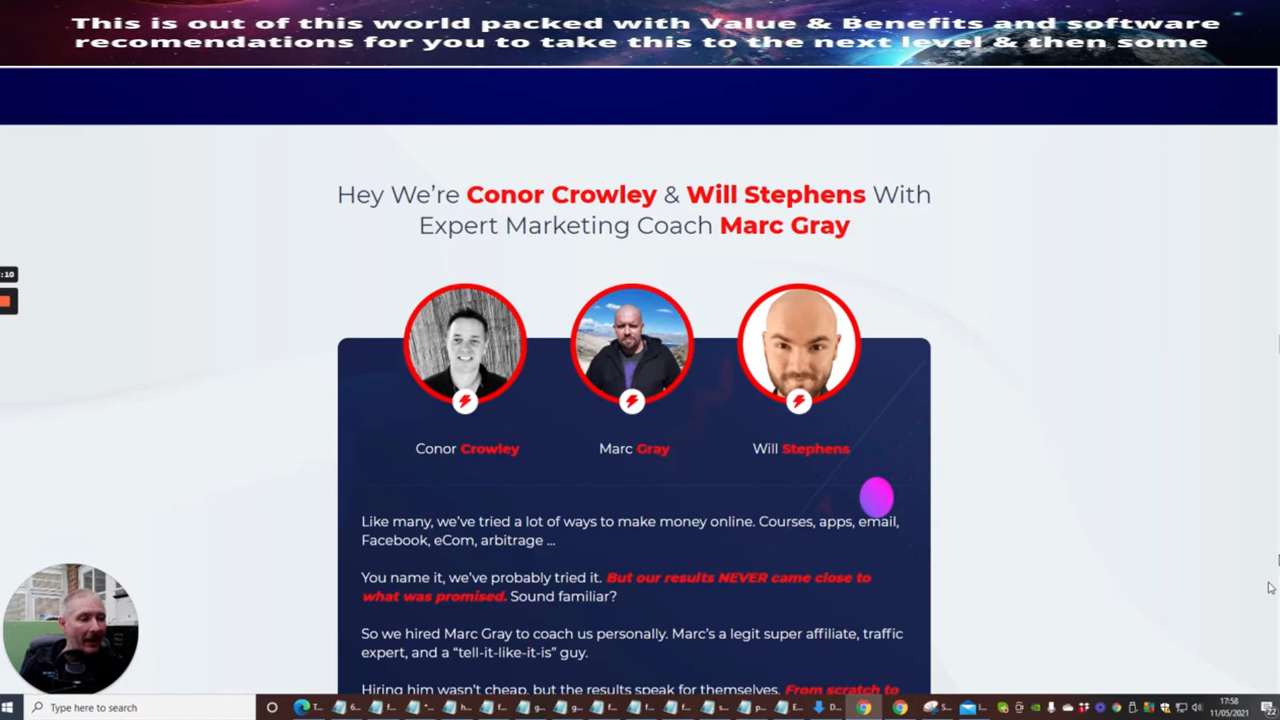 This is out of this world packed with Value & Benefits and software
recomendations for you to take this to the next level & then some
Hey We're Conor Crowley & Will Stephens With
Expert Marketing Coach Marc Gray
:10
Conor Crowley
Marc Gray
Will Stephens
Like many, we've tried a lot of ways to make money online. Courses, apps, email,
Facebook, eCom, arbitrage ...
You name it, we've probably tried it. But our results NEVER came close to
what was promised. Sound familiar?
So we hired Marc Gray to coach us personally. Marc's a legit super affiliate, traffic
expert, and a “tell-it-like-it-is” guy.
Hiring him wasn't cheap, but the results speak for themselves. From scratch to
Type here to search
17:58
11/05/2021